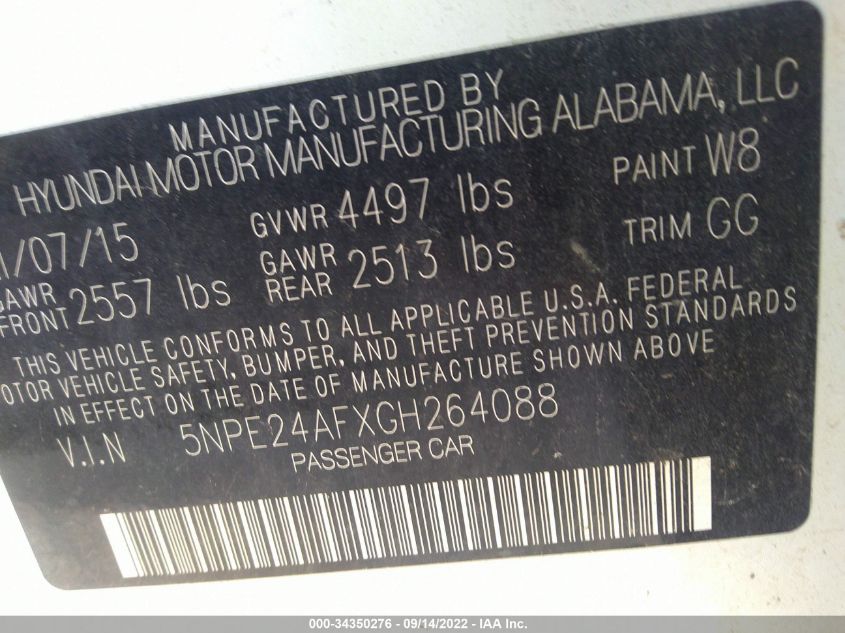 MANUFACTURED BY
HYUNDAI MOTOR MANUFACTURING ALABAMA, LLC
1/07/15 GVWR 4497 lbs PAINT W8
GAWR FRONT 2557 lbs GAWR REAR 2513 lbs TRIM GG
THIS VEHICLE CONFORMS TO ALL APPLICABLE U.S.A. FEDERAL
MOTOR VEHICLE SAFETY, BUMPER, AND THEFT PREVENTION STANDARDS
IN EFFECT ON THE DATE OF MANUFACTURE SHOWN ABOVE
V.I.N 5NPE24AFXGH264088
PASSENGER CAR
000-34350276 - 09/14/2022 - IAA Inc.